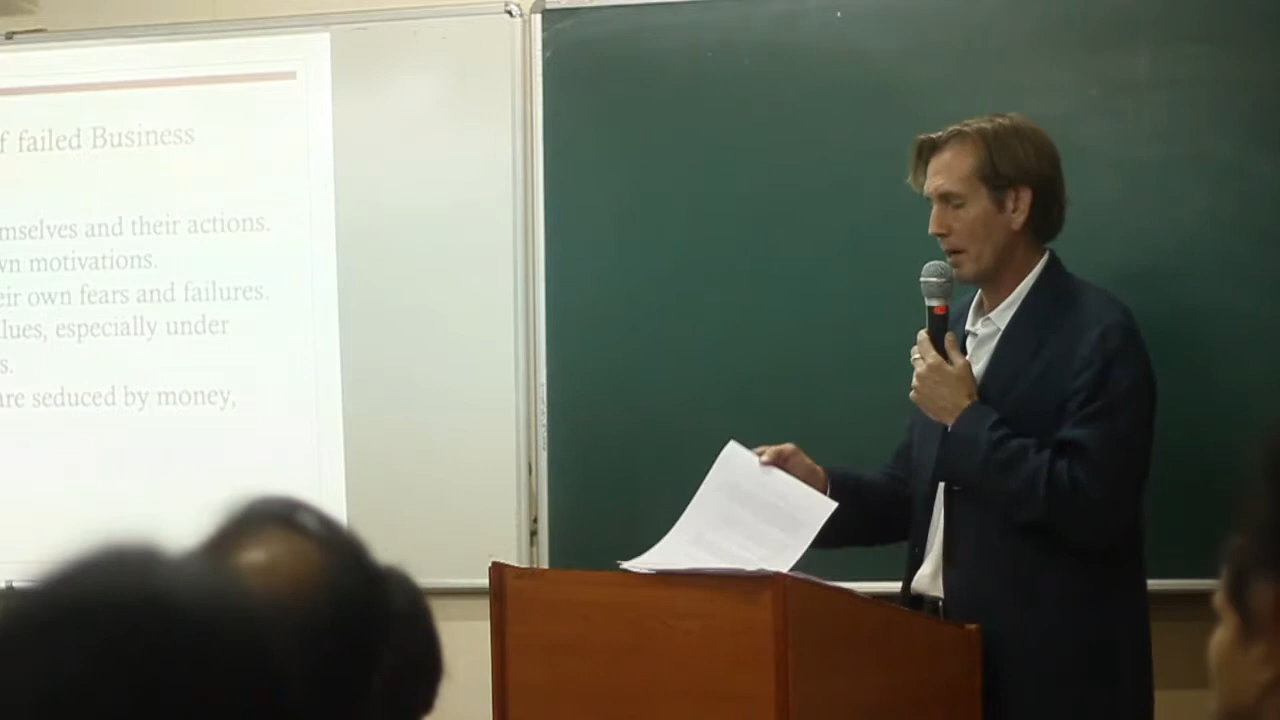 f failed Business
mselves and their actions.
wn motivations.
eir own fears and failures.
lues, especially under
s.
are seduced by money,